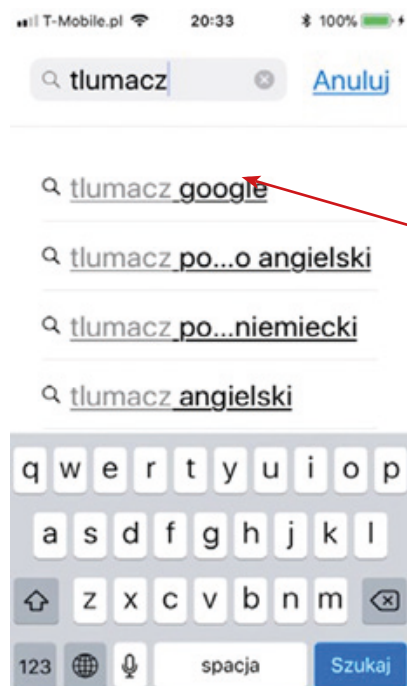 T-Mobile.pl 20:33 100%
tlumacz Anuluj
tlumacz google
tlumacz po...o angielski
tlumacz po...niemiecki
tlumacz angielski
q w e r t y u i o p
a s d f g h j k l
z x c v b n m
123 spacja Szukaj